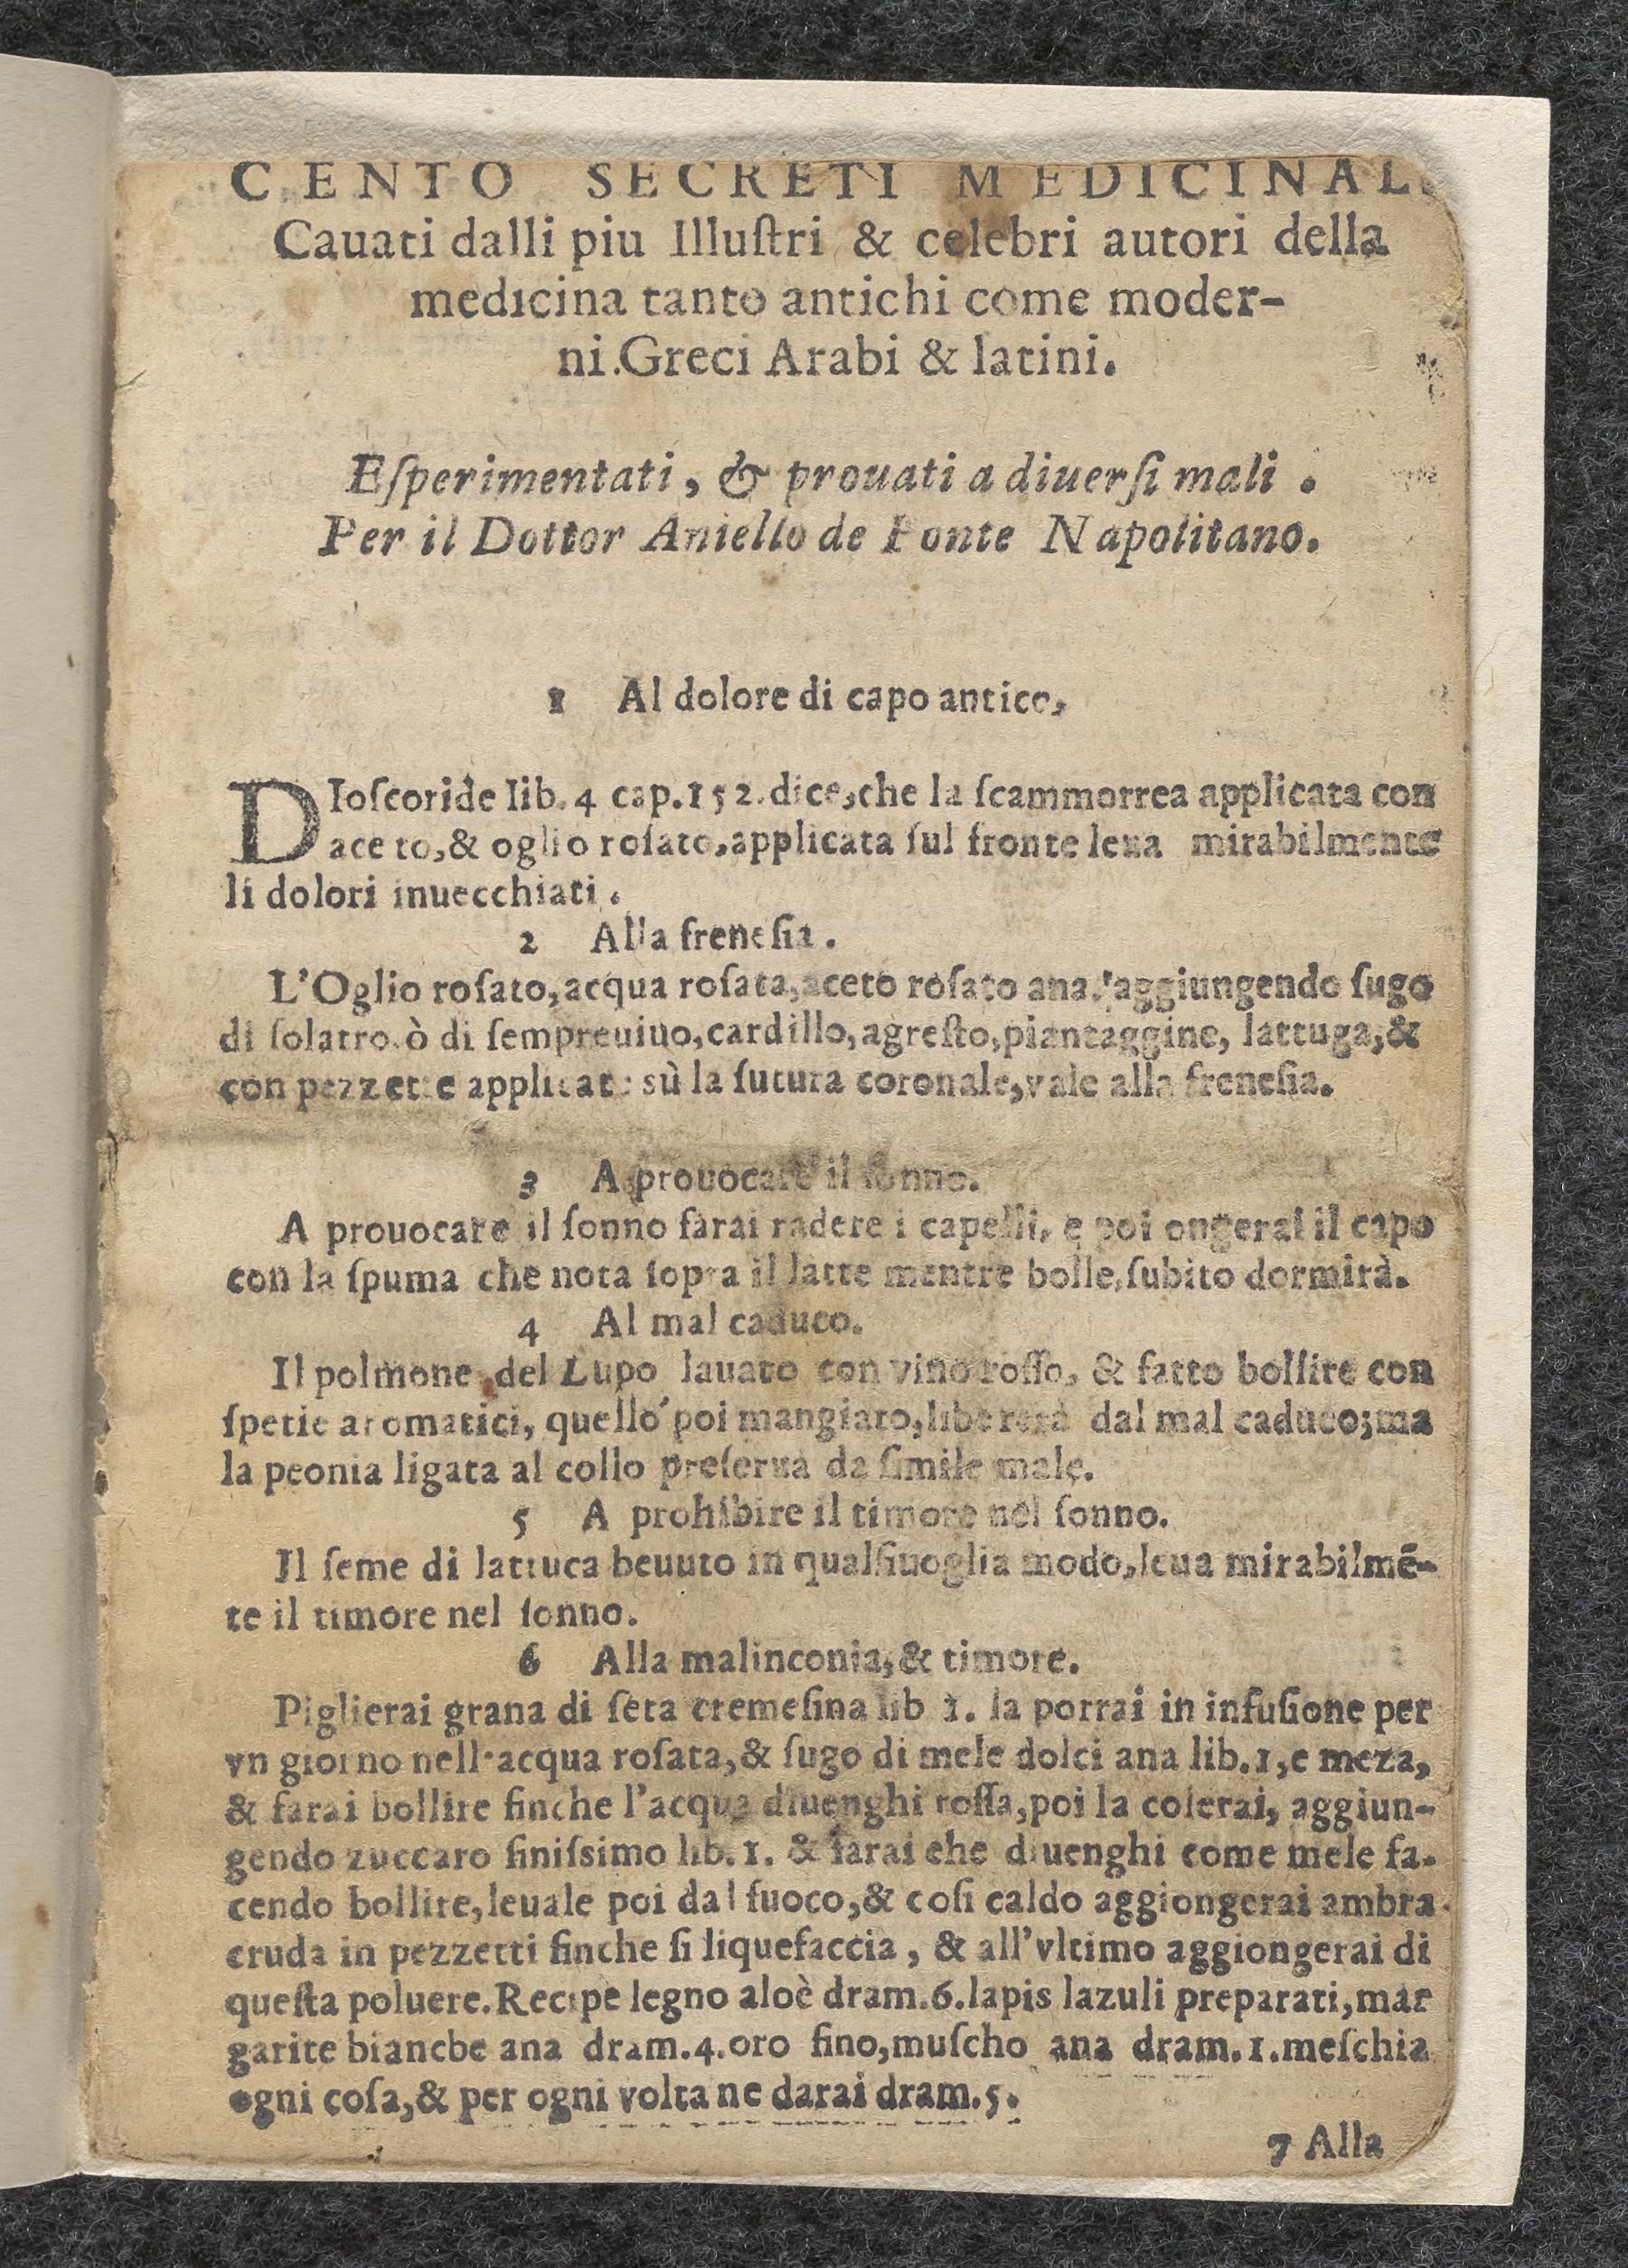 CENTO SECRETI MEDICINALI
Cauati dalli piu Illuſtri & celebri autori della
medicina tanto antichi come moder-
ni.Greci Arabi & latini.
Eſperimentati, & prouati a diuerſi mali .
Per il Dottor Aniello de Fonte Napolitano.
1 Al dolore di capo antico,
DIoſcoride lib. 4 cap.152.dice,che la ſcammorrea applicata con
aceto,& oglio roſato,applicata ſul fronte leua mirabilmente
li dolori inuecchiati .
2 Alla freneſia .
L'Oglio roſato,acqua roſata,aceto roſato ana. aggiungendo ſugo
di ſolatro. ò di ſempreuiuo,cardillo,agreſto,piantaggine, lattuga,&
con pezzette applicate sù la ſutura coronale,vale alla freneſia.
3 A prouocare il ſonno.
A prouocare il ſonno farai radere i capelli, e poi ongerai il capo
con la ſpuma che nota ſopra il latte mentre bolle,ſubito dormirà.
4 Al mal caduco.
Il polmone del Lupo lauato con vino roſſo, & fatto bollire con
ſpetie aromatici, quello poi mangiato,libererà dal mal caduco;ma
la peonia ligata al collo preſerua da ſimile male.
5 A prohibire il timore nel ſonno.
Il ſeme di lattuca beuuto in qualſiuoglia modo,leua mirabilmē-
te il timore nel ſonno.
6 Alla malinconia,& timore.
Piglierai grana di ſeta cremeſina lib 1. la porrai in infuſione per
vn giorno nell'acqua roſata,& ſugo di mele dolci ana lib.1,e meza,
& farai bollire finche l'acqua diuenghi roſſa,poi la colerai, aggiun-
gendo zuccaro finiſsimo lib.1. & farai che diuenghi come mele fa-
cendo bollire,leuale poi dal fuoco,& coſi caldo aggiongerai ambra
cruda in pezzetti finche ſi liquefaccia , & all'vltimo aggiongerai di
queſta poluere.Recipe legno aloè dram.6.lapis lazuli preparati,mar
garite bianche ana dram.4.oro fino,muſcho ana dram.1.meſchia
ogni coſa,& per ogni volta ne darai dram.5.
7 Alla